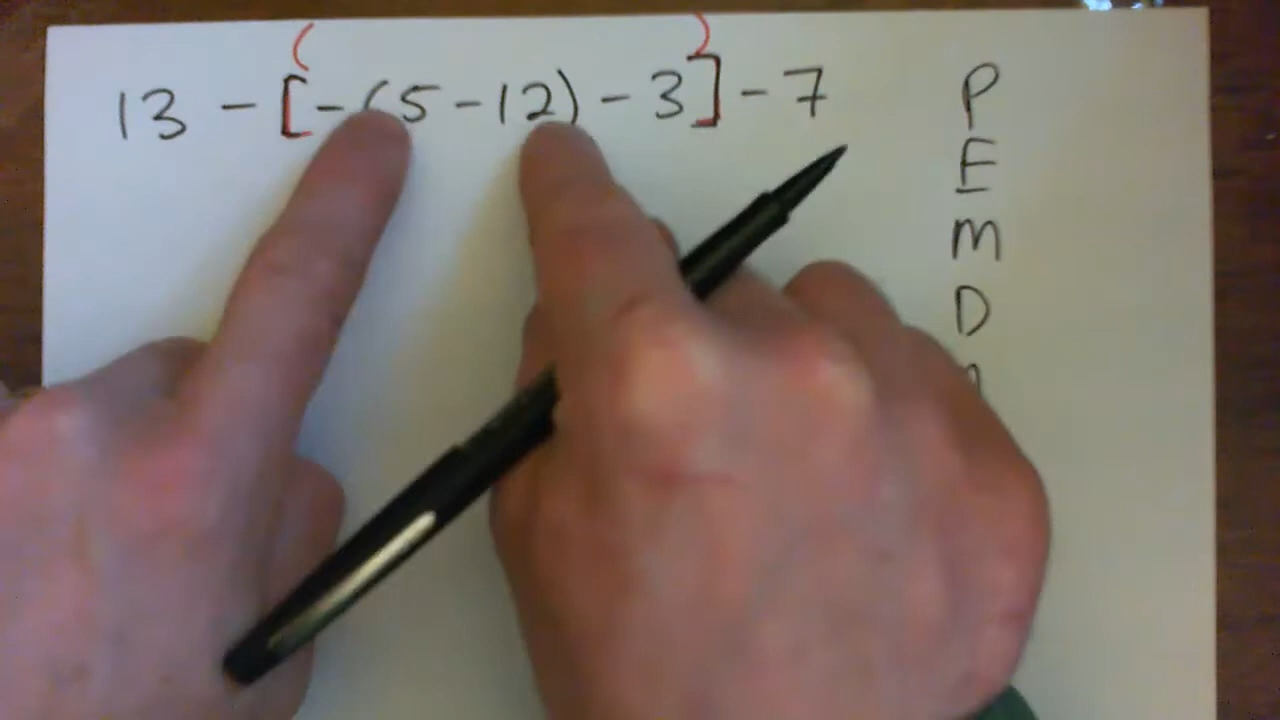 13 - [-(5-12) - 3] - 7
( )
P
E
M
D